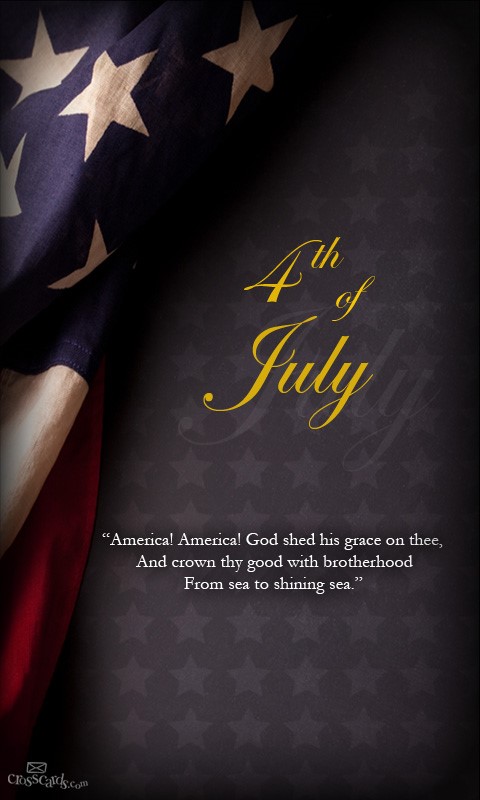 4th
of
July
“America! America! God shed his grace on thee,
And crown thy good with brotherhood
From sea to shining sea.”
crosscards.com